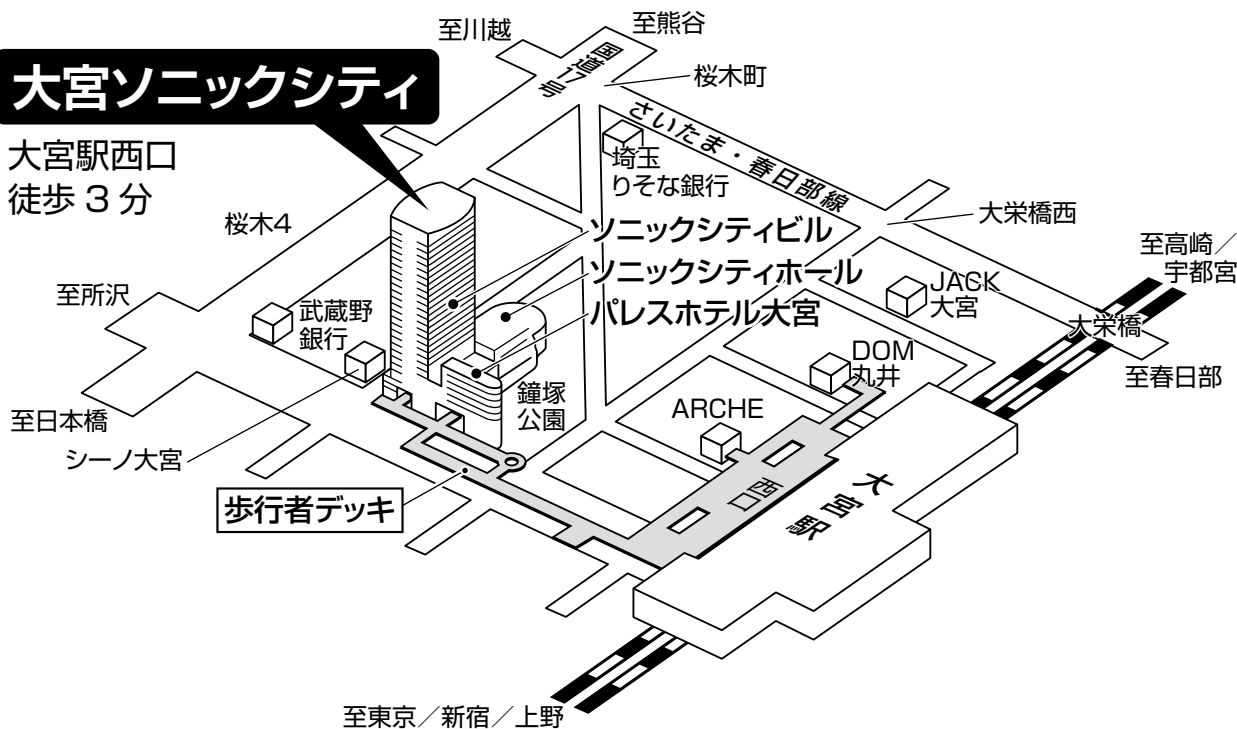 至川越
至熊谷
国道17号
桜木町
大宮ソニックシティ
大宮駅西口
徒歩 3 分
さいたま・春日部線
埼玉
りそな銀行
桜木4
大栄橋西
ソニックシティビル
ソニックシティホール
パレスホテル大宮
至高崎/
宇都宮
至所沢
武蔵野
銀行
JACK
大宮
大栄橋
DOM
丸井
至春日部
鐘塚
公園
ARCHE
至日本橋
シーノ大宮
歩行者デッキ
西口
大宮駅
至東京/新宿/上野